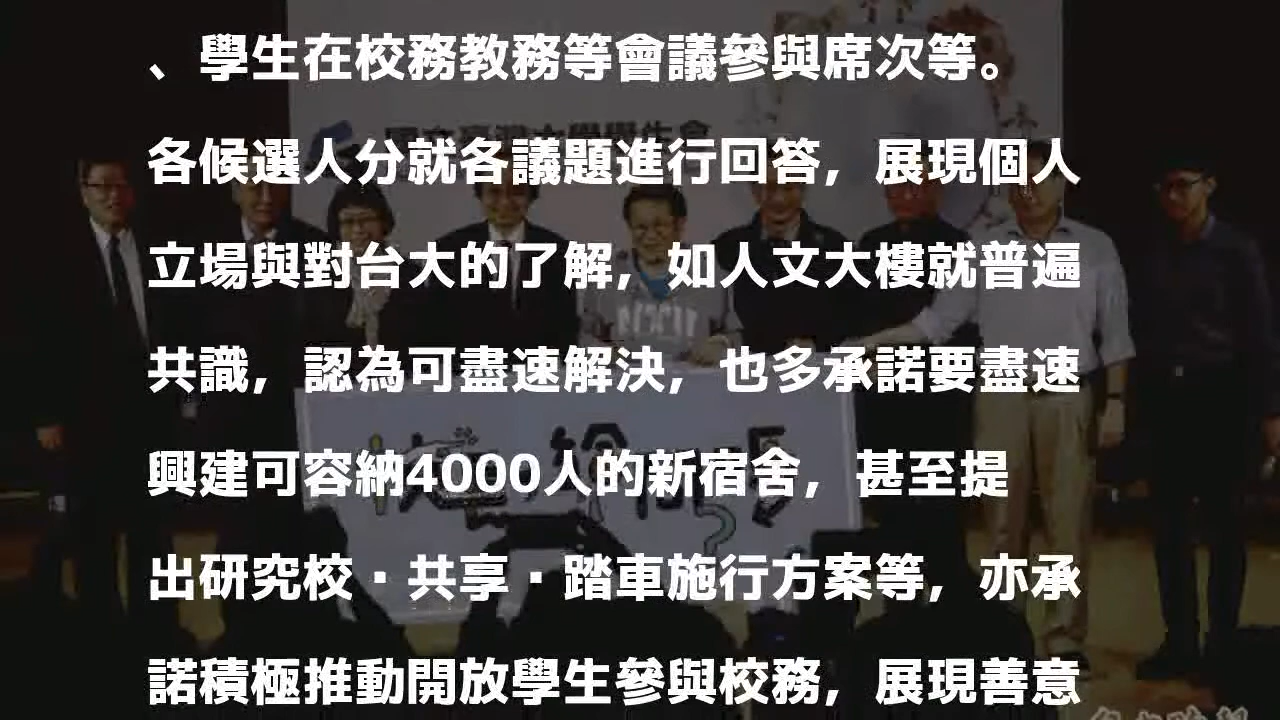 、學生在校務教務等會議參與席次等。
各候選人分就各議題進行回答，展現個人
立場與對台大的了解，如人文大樓就普遍
共識，認為可盡速解決，也多承諾要盡速
興建可容納4000人的新宿舍，甚至提
出研究校·共享·踏車施行方案等，亦承
諾積極推動開放學生參與校務，展現善意